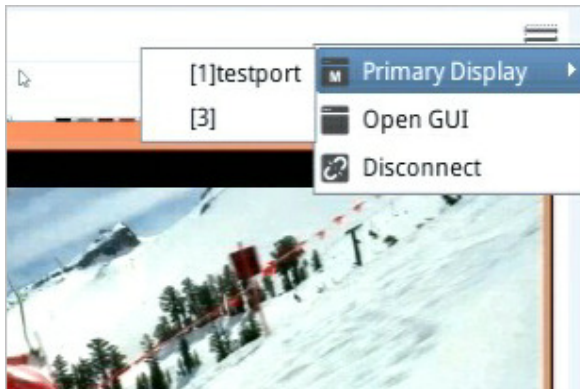 [1]testport
[3]
Primary Display
Open GUI
Disconnect